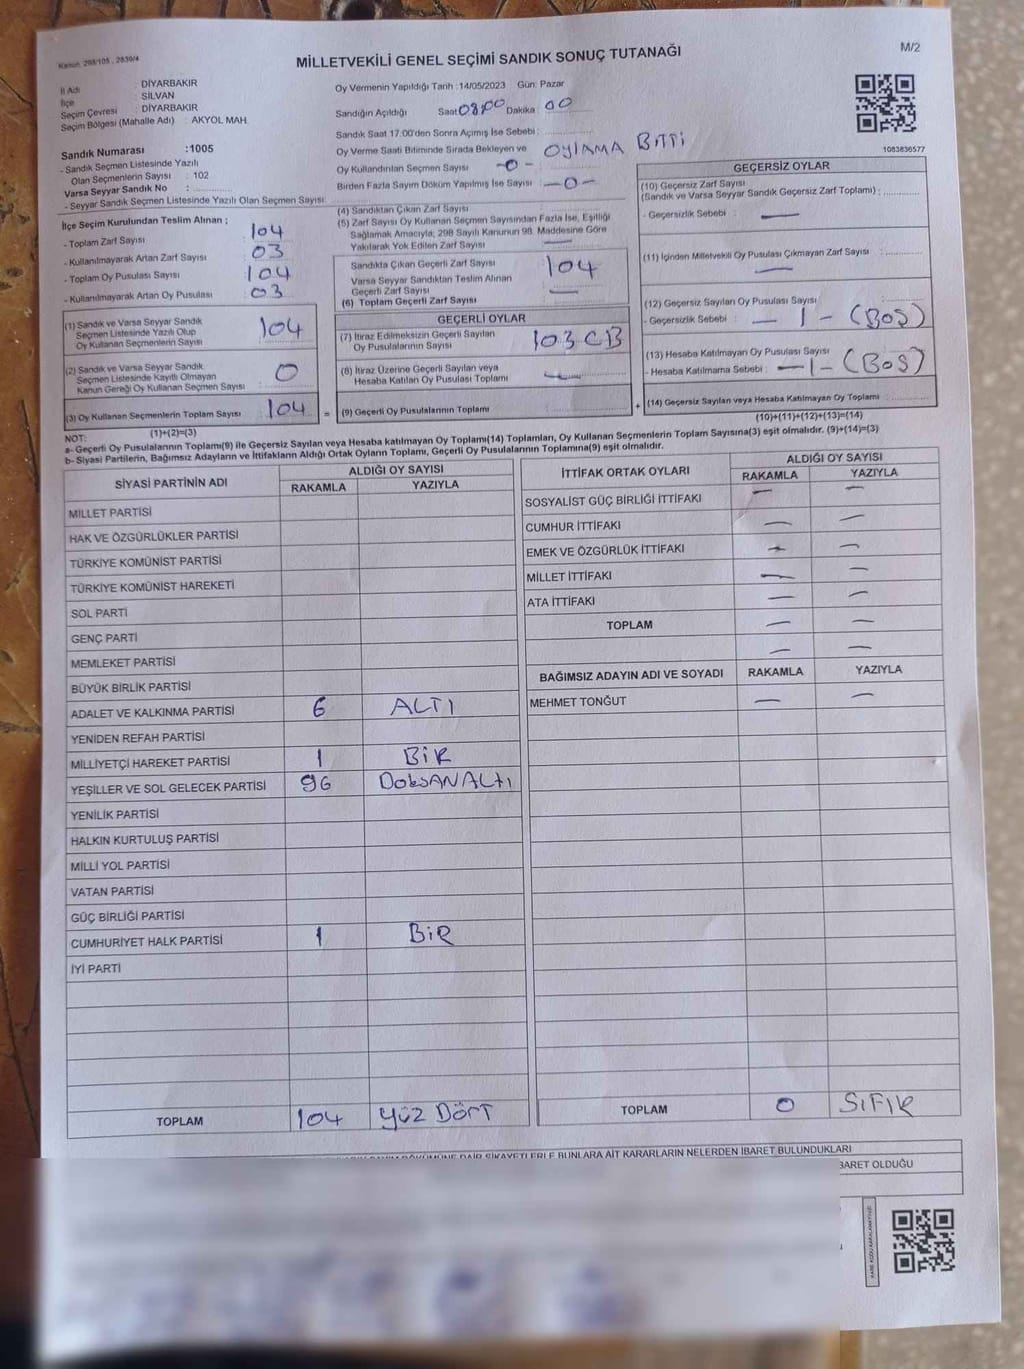 Kanun. 298/105 , 2839/4
MİLLETVEKİLİ GENEL SEÇİMİ SANDIK SONUÇ TUTANAĞI
M/2
İl Adı : DİYARBAKIR
İlçe : SİLVAN
Seçim Çevresi : DİYARBAKIR
Seçim Bölgesi (Mahalle Adı) : AKYOL MAH.
Sandık Numarası :1005
- Sandık Seçmen Listesinde Yazılı
Olan Seçmenlerin Sayısı : 102
Varsa Seyyar Sandık No :
- Seyyar Sandık Seçmen Listesinde Yazılı Olan Seçmen Sayısı:
Oy Vermenin Yapıldığı Tarih :14/05/2023 Gün: Pazar
Sandığın Açıldığı Saat 08:00 Dakika 00
Sandık Saat 17:00'den Sonra Açımış İse Sebebi :
Oy Verme Saati Bitiminde Sırada Bekleyen ve OYLAMA BİTTİ
Oy Kullandırılan Seçmen Sayısı -0-
Birden Fazla Sayım Döküm Yapılmış İse Sayısı -0-
1083836577
İlçe Seçim Kurulundan Teslim Alınan ;
- Toplam Zarf Sayısı 104
- Kullanılmayarak Artan Zarf Sayısı 03
- Toplam Oy Pusulası Sayısı 104
- Kullanılmayarak Artan Oy Pusulası 03
(1) Sandık ve Varsa Seyyar Sandık
Seçmen Listesinde Yazılı Olup
Oy Kullanan Seçmenlerin Sayısı 104
(2) Sandık ve Varsa Seyyar Sandık
Seçmen Listesinde Kayıtlı Olmayan
Kanun Gereği Oy Kullanan Seçmen Sayısı 0
(3) Oy Kullanan Seçmenlerin Toplam Sayısı 104 =
(1)+(2)=(3)
(4) Sandıktan Çıkan Zarf Sayısı
(5) Zarf Sayısı Oy Kullanan Seçmen Sayısından Fazla İse, Eşitliği
Sağlamak Amacıyla, 298 Sayılı Kanunun 98. Maddesine Göre
Yakılarak Yok Edilen Zarf Sayısı —
Sandıkta Çıkan Geçerli Zarf Sayısı 104
Varsa Seyyar Sandıktan Teslim Alınan
Geçerli Zarf Sayısı —
(6) Toplam Geçerli Zarf Sayısı
GEÇERLİ OYLAR
(7) İtiraz Edilmeksizin Geçerli Sayılan
Oy Pusulalarının Sayısı 103 CB
(8) İtiraz Üzerine Geçerli Sayılan veya
Hesaba Katılan Oy Pusulası Toplamı —
(9) Geçerli Oy Pusulalarının Toplamı +
GEÇERSİZ OYLAR
(10) Geçersiz Zarf Sayısı
(Sandık ve Varsa Seyyar Sandık Geçersiz Zarf Toplamı) :
- Geçersizlik Sebebi : —
(11) İçinden Milletvekili Oy Pusulası Çıkmayan Zarf Sayısı :
—
(12) Geçersiz Sayılan Oy Pusulası Sayısı :
- Geçersizlik Sebebi : — 1 - (BOŞ)
(13) Hesaba Katılmayan Oy Pusulası Sayısı :
- Hesaba Katılmama Sebebi : —1- (BOŞ)
(14) Geçersiz Sayılan veya Hesaba Katılmayan Oy Toplamı :
(10)+(11)+(12)+(13)=(14)
NOT:
a- Geçerli Oy Pusulalarının Toplamı(9) ile Geçersiz Sayılan veya Hesaba katılmayan Oy Toplamı(14) Toplamları, Oy Kullanan Seçmenlerin Toplam Sayısına(3) eşit olmalıdır. (9)+(14)=(3)
b- Siyasi Partilerin, Bağımsız Adayların ve İttifakların Aldığı Ortak Oyların Toplamı, Geçerli Oy Pusulalarının Toplamına(9) eşit olmalıdır.
SİYASİ PARTİNİN ADI ALDIĞI OY SAYISI
RAKAMLA YAZIYLA
MİLLET PARTİSİ
HAK VE ÖZGÜRLÜKLER PARTİSİ
TÜRKİYE KOMÜNİST PARTİSİ
TÜRKİYE KOMÜNİST HAREKETİ
SOL PARTİ
GENÇ PARTİ
MEMLEKET PARTİSİ
BÜYÜK BİRLİK PARTİSİ
ADALET VE KALKINMA PARTİSİ 6 ALTI
YENİDEN REFAH PARTİSİ
MİLLİYETÇİ HAREKET PARTİSİ 1 BİR
YEŞİLLER VE SOL GELECEK PARTİSİ 96 DOKSANALTI
YENİLİK PARTİSİ
HALKIN KURTULUŞ PARTİSİ
MİLLİ YOL PARTİSİ
VATAN PARTİSİ
GÜÇ BİRLİĞİ PARTİSİ
CUMHURİYET HALK PARTİSİ 1 BİR
İYİ PARTİ
TOPLAM 104 YÜZ DÖRT
İTTİFAK ORTAK OYLARI ALDIĞI OY SAYISI
RAKAMLA YAZIYLA
SOSYALİST GÜÇ BİRLİĞİ İTTİFAKI — —
CUMHUR İTTİFAKI — —
EMEK VE ÖZGÜRLÜK İTTİFAKI — —
MİLLET İTTİFAKI — —
ATA İTTİFAKI — —
TOPLAM — —
— —
BAĞIMSIZ ADAYIN ADI VE SOYADI RAKAMLA YAZIYLA
MEHMET TONĞUT — —
TOPLAM 0 SIFIR
DÖKÜMÜNE DAİR ŞİKAYETLERLE BUNLARA AİT KARARLARIN NELERDEN İBARET BULUNDUKLARI
BARET OLDUĞU